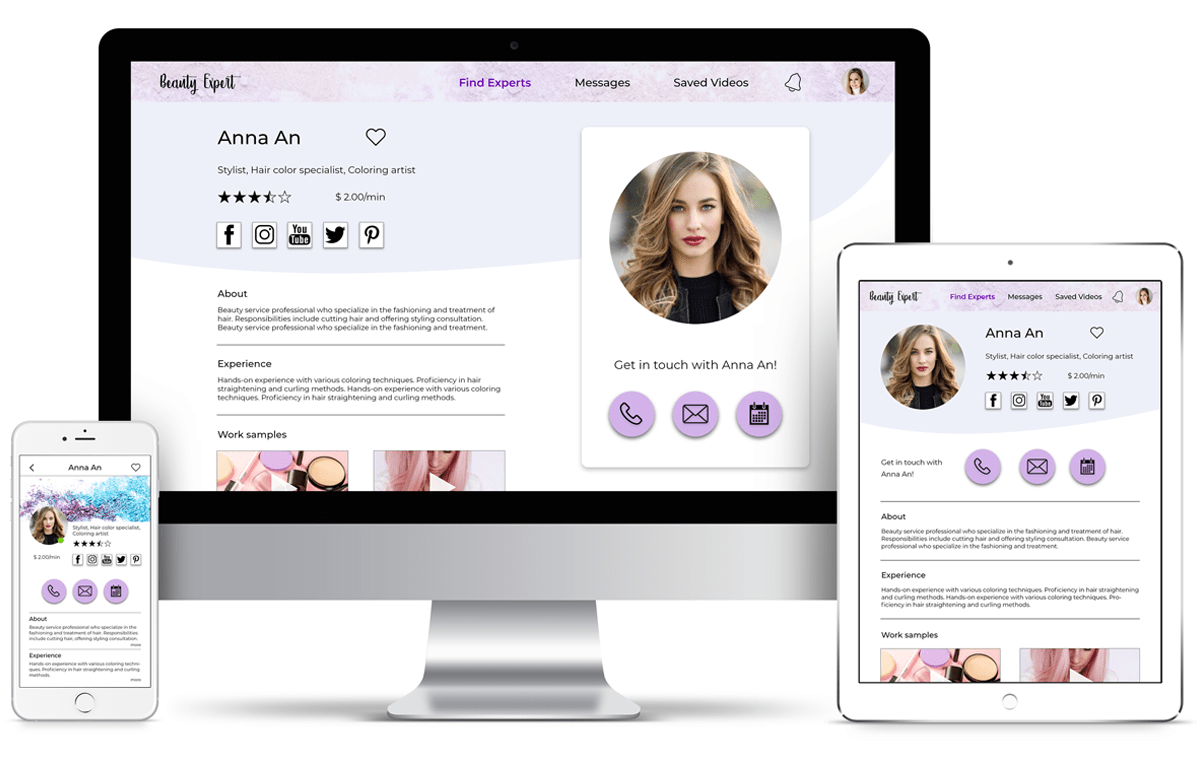 Beauty Expert
Find Experts
Messages
Saved Videos
Anna An
Stylist, Hair color specialist, Coloring artist
$ 2.00/min
f
You
Tube
About
Beauty service professional who specialize in the fashioning and treatment of
hair. Responsibilities include cutting hair and offering styling consultation.
Beauty service professional who specialize in the fashioning and treatment.
Experience
Hands-on experience with various coloring techniques. Proficiency in hair
straightening and curling methods. Hands-on experience with various coloring
techniques. Proficiency in hair straightening and curling methods.
Work samples
Get in touch with Anna An!
Beauty Expert
Find Experts
Messages
Saved Videos
Anna An
Stylist, Hair color specialist, Coloring artist
$ 2.00/min
f
You
Tube
Get in touch with
Anna An!
About
Beauty service professional who specialize in the fashioning and treatment of hair.
Responsibilities include cutting hair and offering styling consultation. Beauty service
professional who specialize in the fashioning and treatment.
Experience
Hands-on experience with various coloring techniques. Proficiency in hair straightening
and curling methods. Hands-on experience with various coloring techniques. Pro-
ficiency in hair straightening and curling methods.
Work samples
Anna An
Stylist, Hair color specialist,
Coloring artist
$ 2.00/min
f
You
Tube
About
Beauty service professional who specialize in the
fashioning and treatment of hair. Responsibilities
include cutting hair, offering styling consultation.
more
Experience
Hands-on experience with various coloring techni-
ques. Proficiency in hair straightening and curling
methods.
more